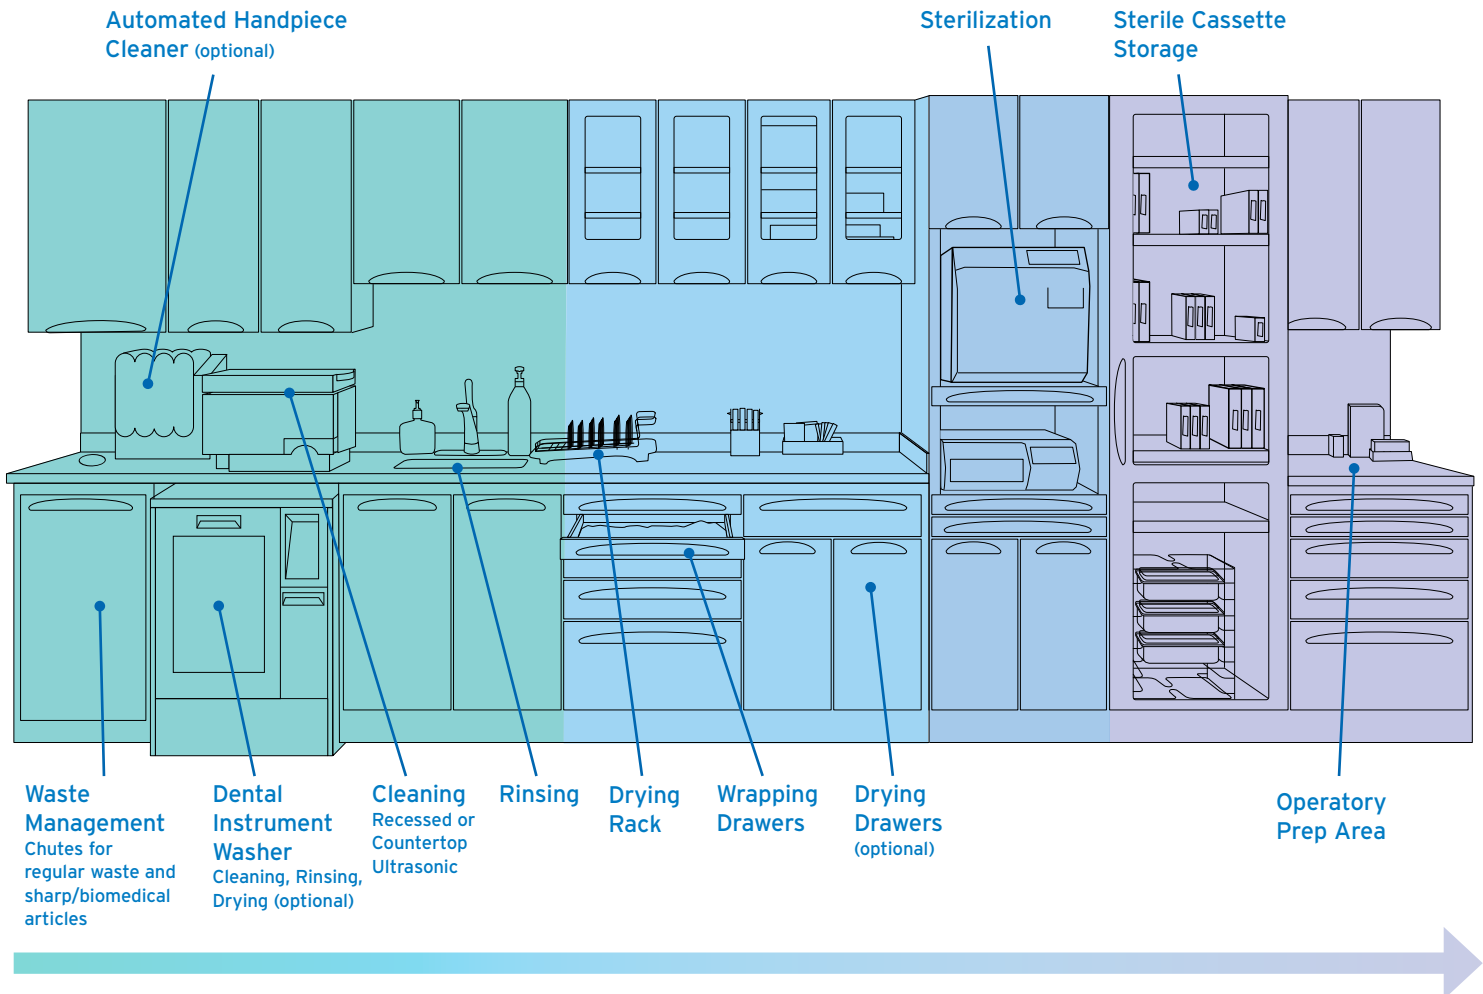 Automated Handpiece
Cleaner (optional)
Sterilization
Sterile Cassette
Storage
Waste
Management
Chutes for
regular waste and
sharp/biomedical
articles
Dental
Instrument
Washer
Cleaning, Rinsing,
Drying (optional)
Cleaning
Recessed or
Countertop
Ultrasonic
Rinsing
Drying
Rack
Wrapping
Drawers
Drying
Drawers
(optional)
Operatory
Prep Area